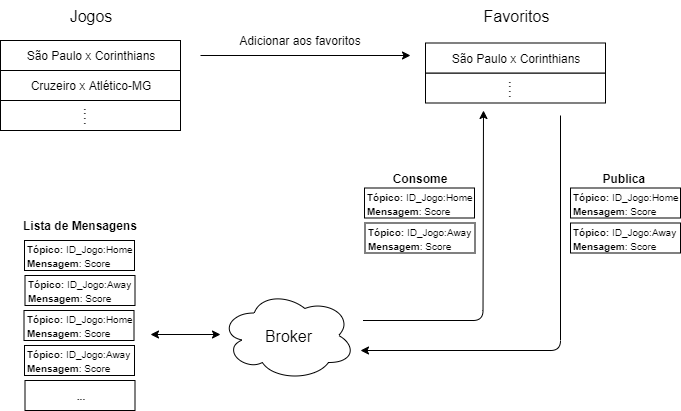 Jogos
São Paulo x Corinthians
Cruzeiro x Atlético-MG
Adicionar aos favoritos
Favoritos
São Paulo x Corinthians
Consome
Tópico: ID_Jogo:Home
Mensagem: Score
Tópico: ID_Jogo:Away
Mensagem: Score
Publica
Tópico: ID_Jogo:Home
Mensagem: Score
Tópico: ID_Jogo:Away
Mensagem: Score
Lista de Mensagens
Tópico: ID_Jogo:Home
Mensagem: Score
Tópico: ID_Jogo:Away
Mensagem: Score
Tópico: ID_Jogo:Home
Mensagem: Score
Tópico: ID_Jogo:Away
Mensagem: Score
...
Broker